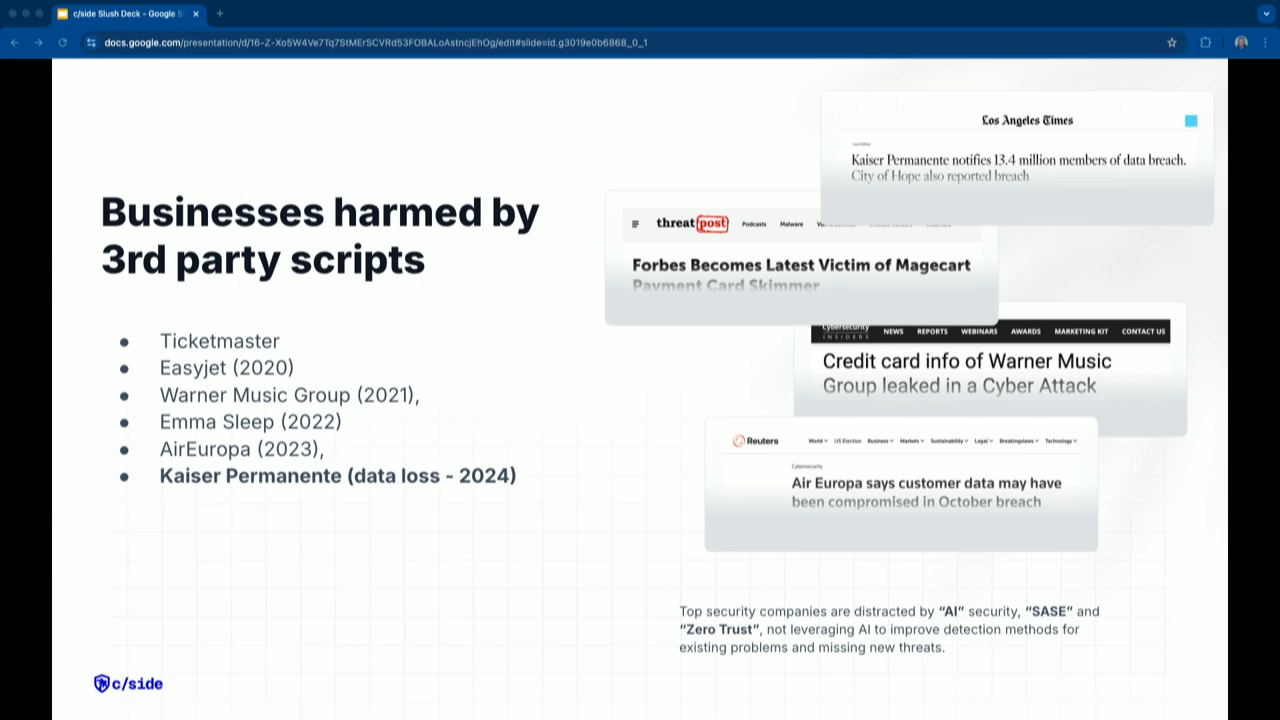 c/side Slush Deck - Google S
docs.google.com/presentation/d/16-Z-Xo5W4Ve7Tq7StMErSCVRd53FOBALoAstncjEhOg/edit#slide=id.g3019e0b6868_0_1
Businesses harmed by
3rd party scripts
Ticketmaster
Easyjet (2020)
Warner Music Group (2021),
Emma Sleep (2022)
AirEuropa (2023),
Kaiser Permanente (data loss - 2024)
Los Angeles Times
Kaiser Permanente notifies 13.4 million members of data breach.
City of Hope also reported breach
threatpost Podcasts Malware
Forbes Becomes Latest Victim of Magecart
Payment Card Skimmer
Cybersecurity
INSIDERS
NEWS REPORTS WEBINARS AWARDS MARKETING KIT CONTACT US
Credit card info of Warner Music
Group leaked in a Cyber Attack
Reuters World US Election Business Markets Sustainability Legal Breakingviews Technology
Cybersecurity
Air Europa says customer data may have
been compromised in October breach
Top security companies are distracted by “AI” security, “SASE” and
“Zero Trust”, not leveraging AI to improve detection methods for
existing problems and missing new threats.
c/side